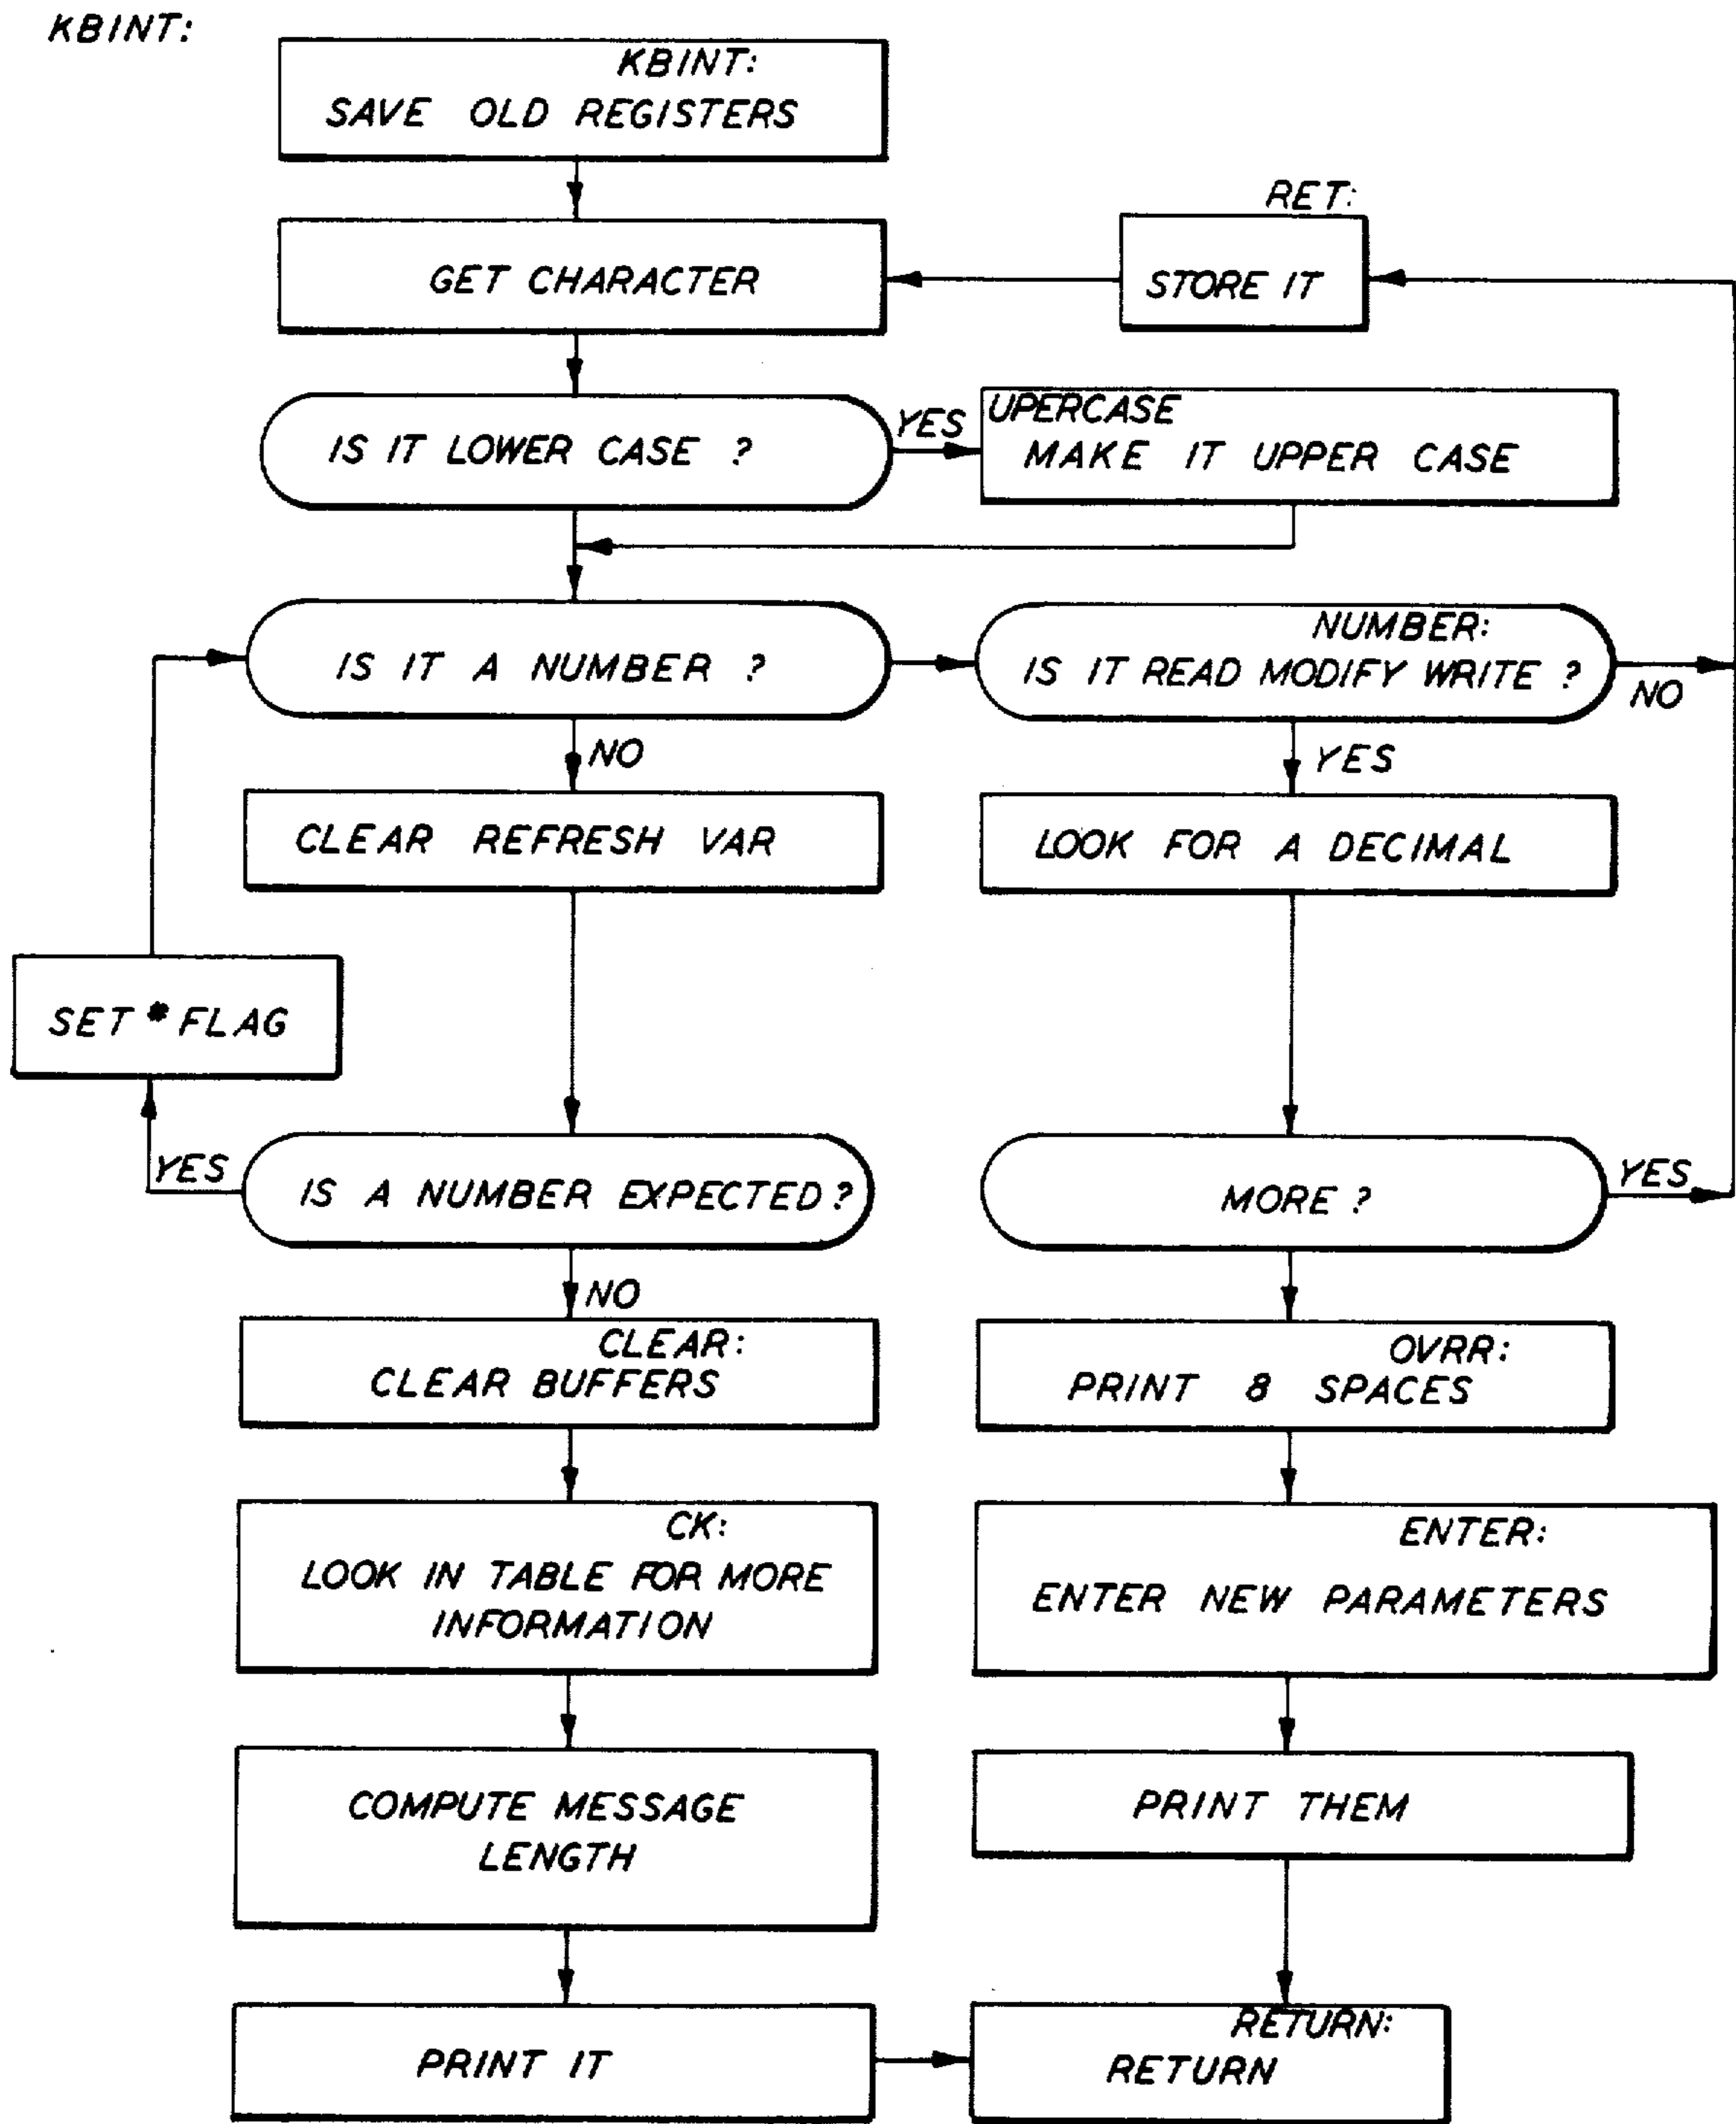 KBINT:
KBINT:
SAVE OLD REGISTERS
RET:
GET CHARACTER
STORE IT
IS IT LOWER CASE ?
YES
UPERCASE
MAKE IT UPPER CASE
IS IT A NUMBER ?
NUMBER:
IS IT READ MODIFY WRITE ?
NO
NO
YES
CLEAR REFRESH VAR
LOOK FOR A DECIMAL
SET * FLAG
YES
IS A NUMBER EXPECTED ?
MORE ?
YES
NO
CLEAR:
CLEAR BUFFERS
OVRR:
PRINT 8 SPACES
CK:
LOOK IN TABLE FOR MORE
INFORMATION
ENTER:
ENTER NEW PARAMETERS
COMPUTE MESSAGE
LENGTH
PRINT THEM
PRINT IT
RETURN:
RETURN